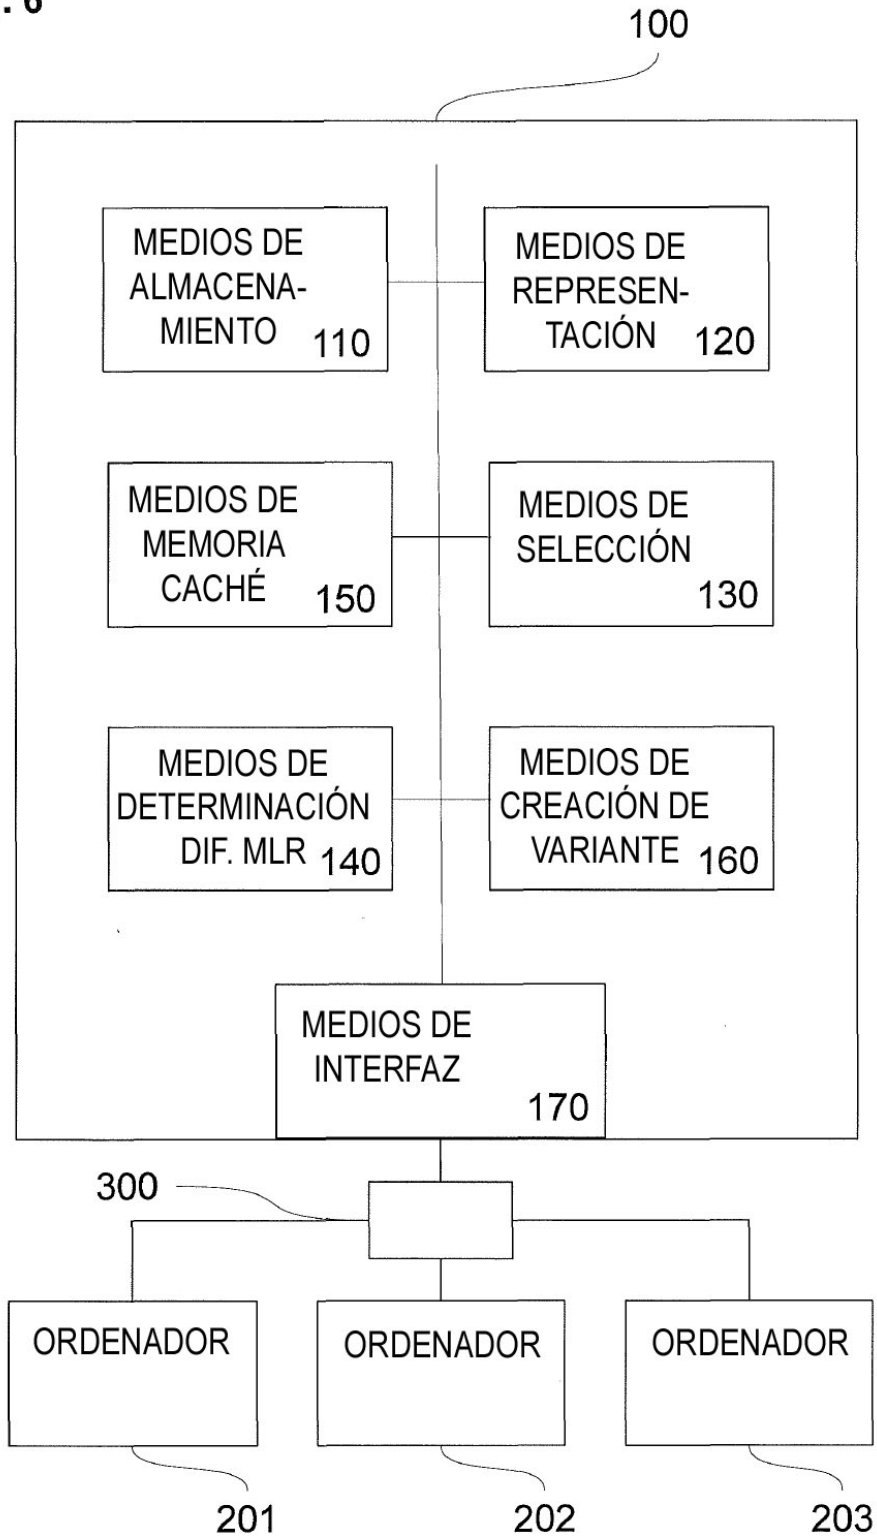 . 6
100
MEDIOS DE
ALMACENA-
MIENTO 110
MEDIOS DE
REPRESEN-
TACIÓN 120
MEDIOS DE
MEMORIA
CACHÉ 150
MEDIOS DE
SELECCIÓN
130
MEDIOS DE
DETERMINACIÓN
DIF. MLR 140
MEDIOS DE
CREACIÓN DE
VARIANTE 160
MEDIOS DE
INTERFAZ
170
300
ORDENADOR
ORDENADOR
ORDENADOR
201
202
203